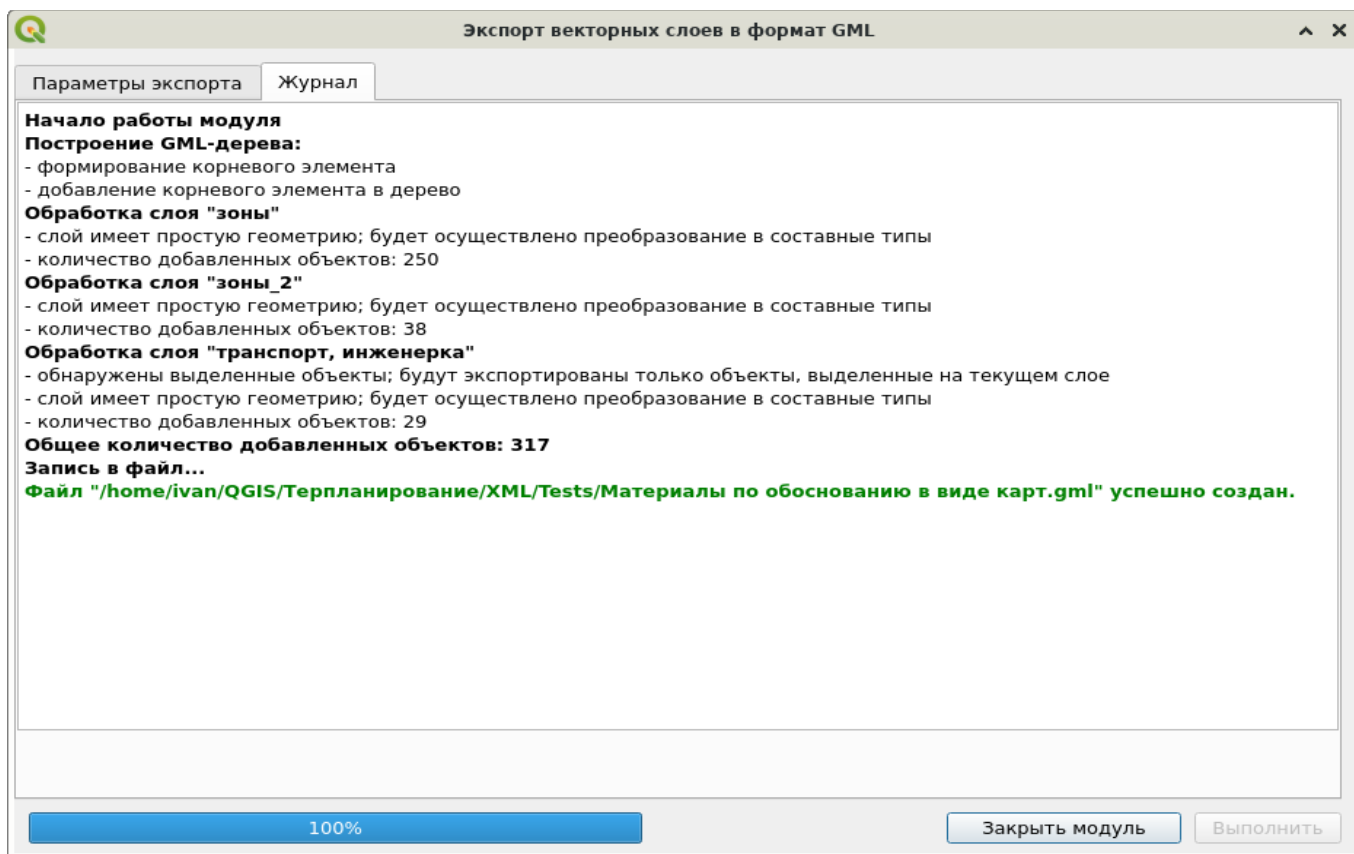 Экспорт векторных слоев в формат GML
Параметры экспорта
Журнал
Начало работы модуля
Построение GML-дерева:
- формирование корневого элемента
- добавление корневого элемента в дерево
Обработка слоя "зоны"
- слой имеет простую геометрию; будет осуществлено преобразование в составные типы
- количество добавленных объектов: 250
Обработка слоя "зоны_2"
- слой имеет простую геометрию; будет осуществлено преобразование в составные типы
- количество добавленных объектов: 38
Обработка слоя "транспорт, инженерка"
- обнаружены выделенные объекты; будут экспортированы только объекты, выделенные на текущем слое
- слой имеет простую геометрию; будет осуществлено преобразование в составные типы
- количество добавленных объектов: 29
Общее количество добавленных объектов: 317
Запись в файл...
Файл "/home/ivan/QGIS/Терпланирование/XML/Tests/Материалы по обоснованию в виде карт.gml" успешно создан.
100%
Закрыть модуль
Выполнить